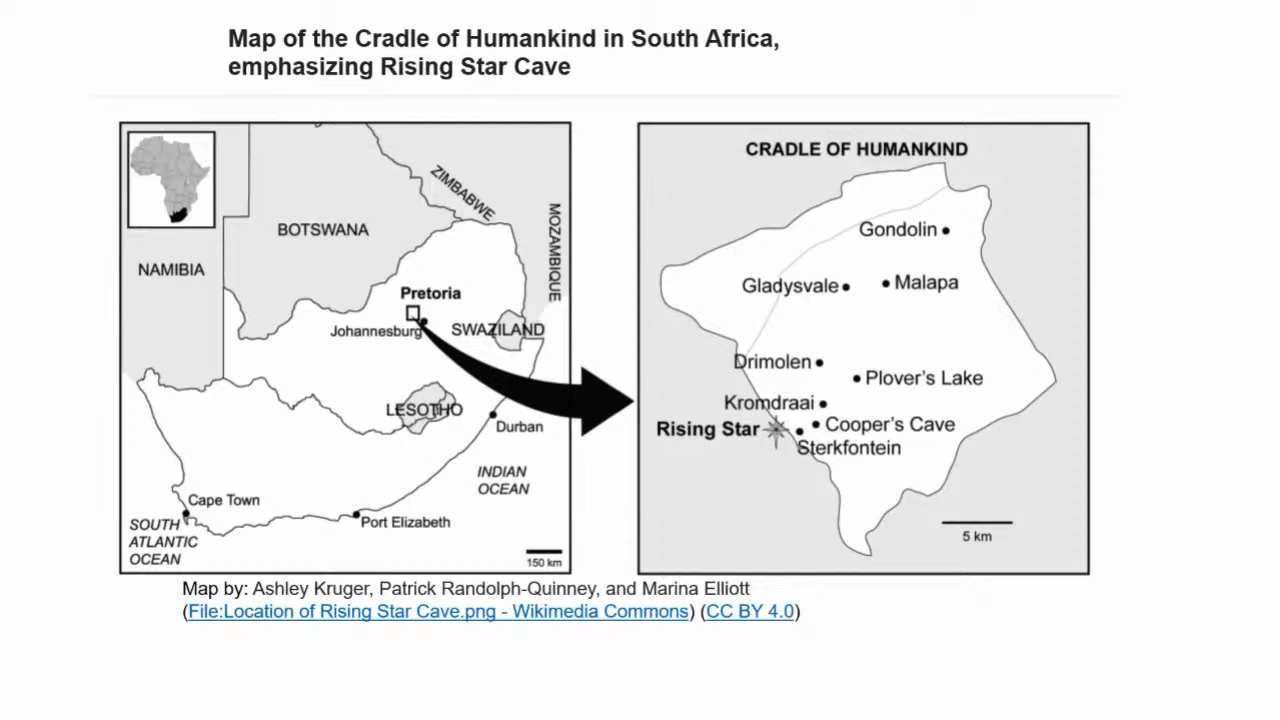 Map of the Cradle of Humankind in South Africa,
emphasizing Rising Star Cave
NAMIBIA
BOTSWANA
ZIMBABWE
MOZAMBIQUE
Pretoria
Johannesburg
SWAZILAND
LESOTHO
Durban
INDIAN
OCEAN
Cape Town
Port Elizabeth
SOUTH
ATLANTIC
OCEAN
150 km
CRADLE OF HUMANKIND
Gondolin
Gladysvale
Malapa
Drimolen
Plover's Lake
Kromdraai
Cooper's Cave
Rising Star
Sterkfontein
5 km
Map by: Ashley Kruger, Patrick Randolph-Quinney, and Marina Elliott
(File:Location of Rising Star Cave.png - Wikimedia Commons) (CC BY 4.0)